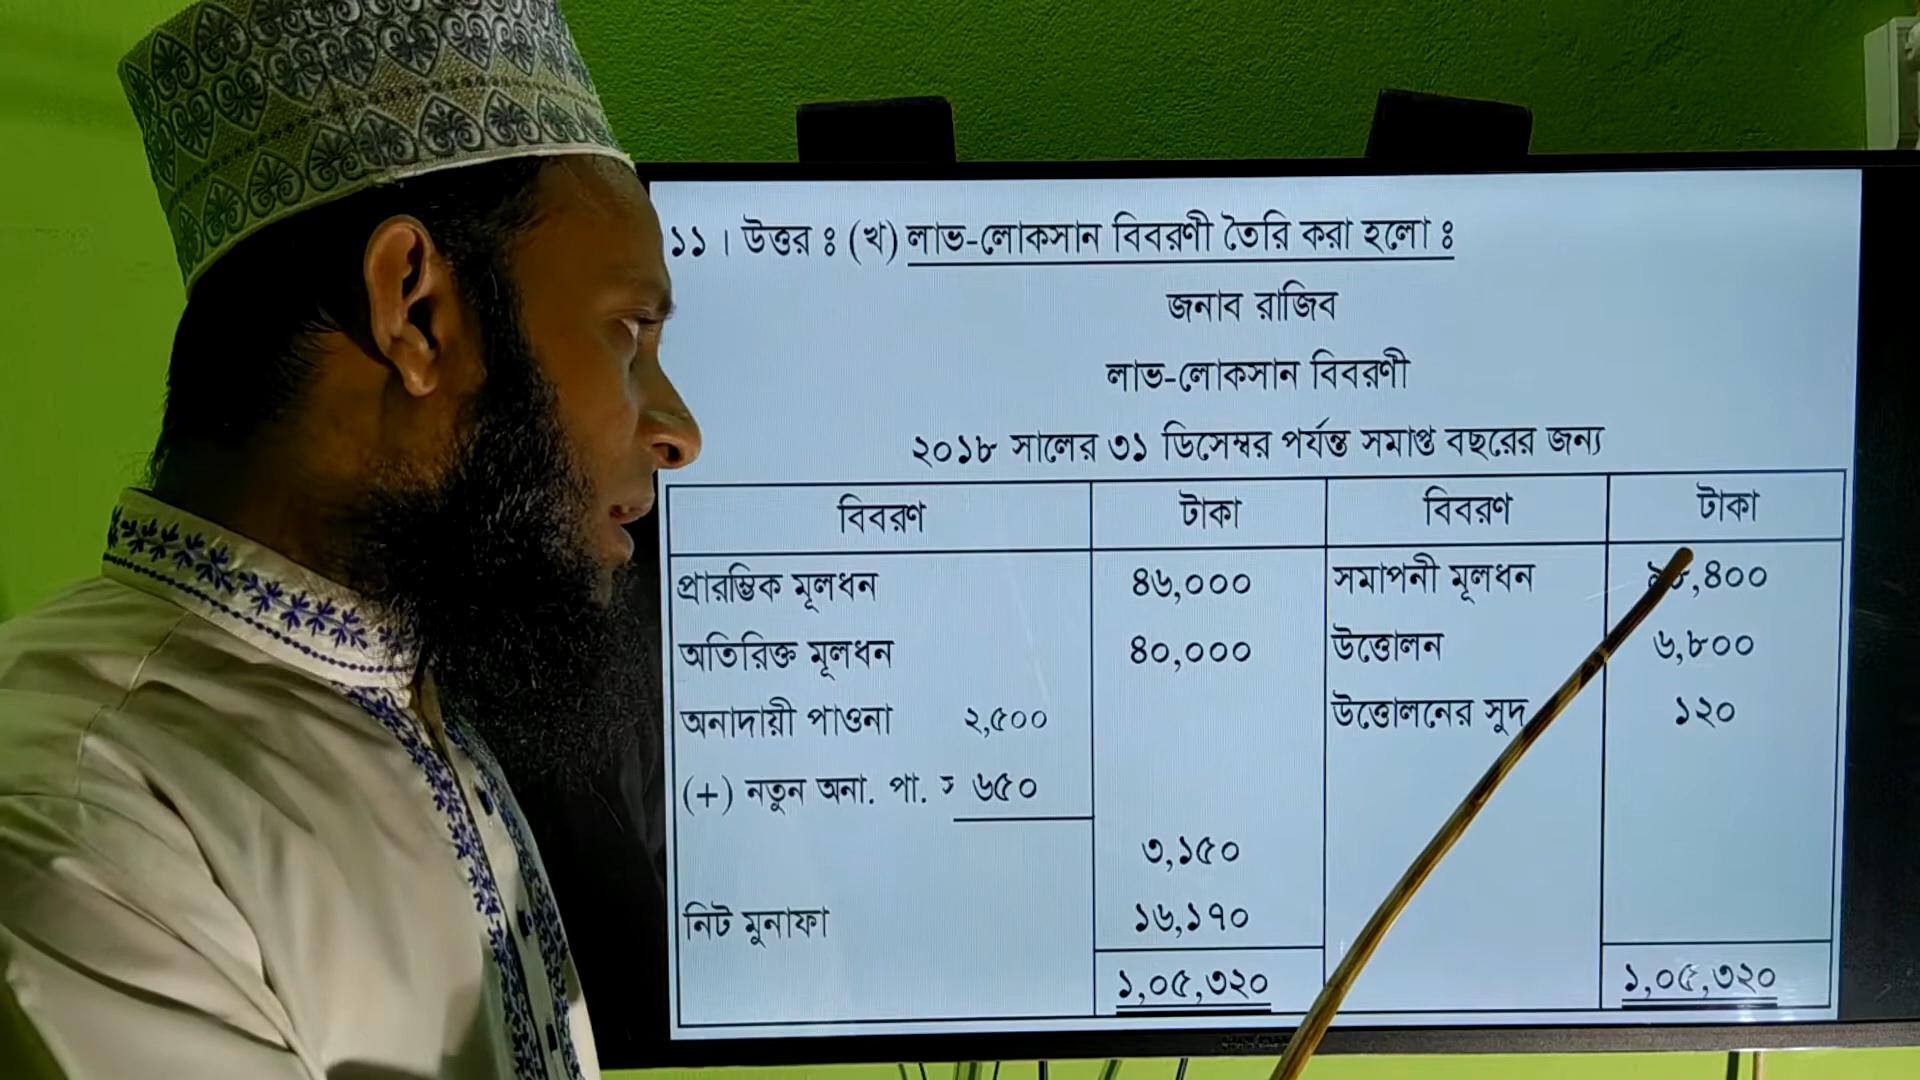 ১১। উত্তর ঃ (খ) লাভ-লোকসান বিবরণী তৈরি করা হলো ঃ
জনাব রাজিব
লাভ-লোকসান বিবরণী
২০১৮ সালের ৩১ ডিসেম্বর পর্যন্ত সমাপ্ত বছরের জন্য
বিবরণ টাকা বিবরণ টাকা
প্রারম্ভিক মূলধন ৪৬,০০০ সমাপনী মূলধন ৯৮,৪০০
অতিরিক্ত মূলধন ৪০,০০০ উত্তোলন ৬,৮০০
অনাদায়ী পাওনা ২,৫০০ উত্তোলনের সুদ ১২০
(+) নতুন অনা. পা. ৬৫০
৩,১৫০
নিট মুনাফা ১৬,১৭০
১,০৫,৩২০ ১,০৫,৩২০